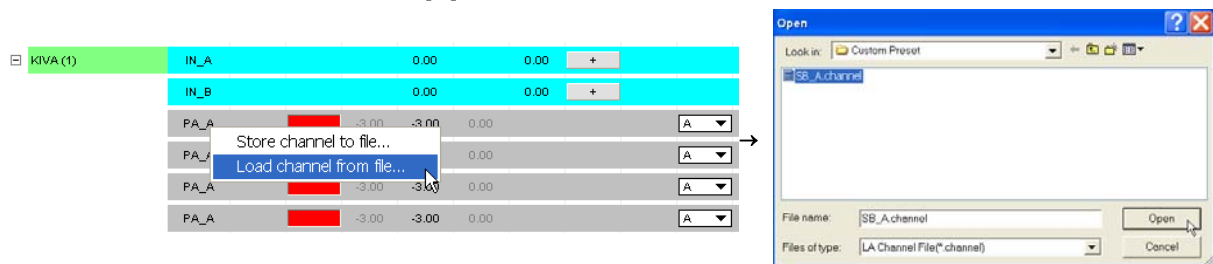 KIVA (1) IN_A 0.00 0.00 +
IN_B 0.00 0.00 +
PA_A -3.00 -3.00 0.00 A
Store channel to file...
PA_A 0.00 A
Load channel from file...
PA_A -3.00 -3.00 0.00 A
PA_A -3.00 -3.00 0.00 A
→
Open
Look in: Custom Preset
SB_A.channel
File name: SB_A.channel Open
Files of type: LA Channel File(*.channel) Cancel